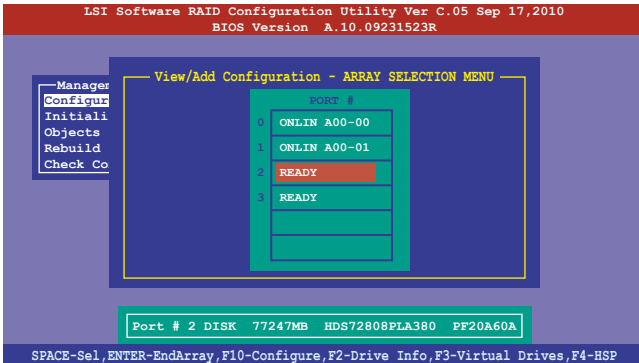 LSI Software RAID Configuration Utility Ver C.05 Sep 17,2010
BIOS Version A.10.09231523R
Managem
View/Add Configuration - ARRAY SELECTION MENU
Configure
Initiali
Objects
Rebuild
Check Co
PORT #
0 ONLIN A00-00
1 ONLIN A00-01
2 READY
3 READY
Port # 2 DISK 77247MB HDS72808PLA380 PF20A60A
SPACE-Sel,ENTER-EndArray,F10-Configure,F2-Drive Info,F3-Virtual Drives,F4-HSP